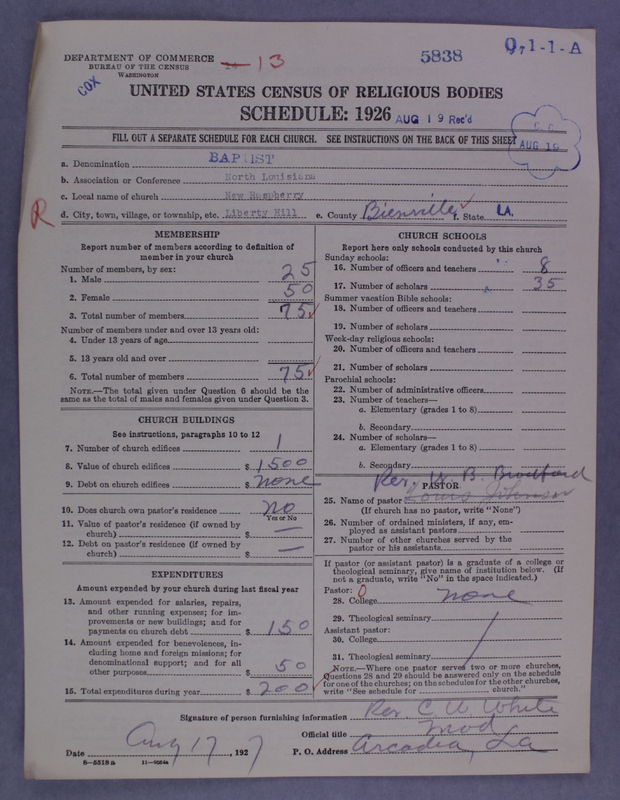 DEPARTMENT OF COMMERCE
BUREAU OF THE CENSUS
WASHINGTON
13
5838
9 1-1-A
COX
UNITED STATES CENSUS OF RELIGIOUS BODIES
SCHEDULE: 1926
AUG 19 Rec'd
AUG 19
FILL OUT A SEPARATE SCHEDULE FOR EACH CHURCH. SEE INSTRUCTIONS ON THE BACK OF THIS SHEET
a. Denomination BAPTIST
b. Association or Conference North Louisiana
c. Local name of church New Raspberry
R d. City, town, village, or township, etc. Liberty Hill e. County Bienville f. State LA.
MEMBERSHIP
Report number of members according to definition of
member in your church
Number of members, by sex:
1. Male 25
2. Female 50
3. Total number of members 75
Number of members under and over 13 years old:
4. Under 13 years of age
5. 13 years old and over
6. Total number of members 75
NOTE.—The total given under Question 6 should be the
same as the total of males and females given under Question 3.
CHURCH BUILDINGS
See instructions, paragraphs 10 to 12
7. Number of church edifices 1
8. Value of church edifices $ 1500
9. Debt on church edifices $ none
10. Does church own pastor's residence no
Yes or No
11. Value of pastor's residence (if owned by
church) $ —
12. Debt on pastor's residence (if owned by
church) $ —
EXPENDITURES
Amount expended by your church during last fiscal year
13. Amount expended for salaries, repairs,
and other running expenses; for im-
provements or new buildings; and for
payments on church debt $ 150
14. Amount expended for benevolences, in-
cluding home and foreign missions; for
denominational support; and for all
other purposes $ 50
15. Total expenditures during year $ 200
CHURCH SCHOOLS
Report here only schools conducted by this church
Sunday schools:
16. Number of officers and teachers 8
17. Number of scholars 35
Summer vacation Bible schools:
18. Number of officers and teachers
19. Number of scholars
Week-day religious schools:
20. Number of officers and teachers
21. Number of scholars
Parochial schools:
22. Number of administrative officers
23. Number of teachers—
a. Elementary (grades 1 to 8)
b. Secondary
24. Number of scholars—
a. Elementary (grades 1 to 8)
b. Secondary
Rev. W. B. Bradford
PASTOR
25. Name of pastor Louis Johnson
(If church has no pastor, write "None")
26. Number of ordained ministers, if any, em-
ployed as assistant pastors
27. Number of other churches served by the
pastor or his assistants
If pastor (or assistant pastor) is a graduate of a college or
theological seminary, give name of institution below. (If
not a graduate, write "No" in the space indicated.)
Pastor: 0
28. College none
29. Theological seminary
Assistant pastor:
30. College
31. Theological seminary
NOTE.—Where one pastor serves two or more churches,
Questions 28 and 29 should be answered only on the schedule
for one of the churches; on the schedules for the other churches,
write "See schedule for church."
Signature of person furnishing information Rev C. W. White
Official title Mod
Date Aug 17, 1927 P. O. Address Arcadia, La
8-5318a 11-9084a